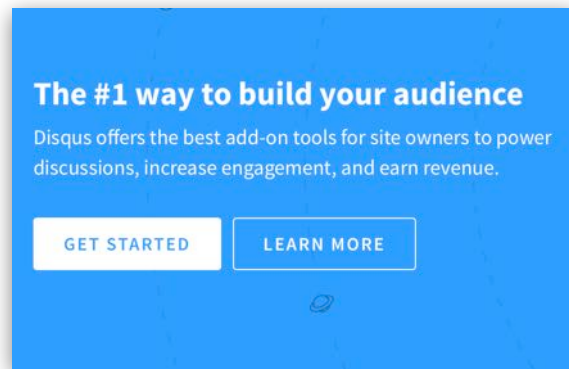 The #1 way to build your audience
Disqus offers the best add-on tools for site owners to power
discussions, increase engagement, and earn revenue.
GET STARTED
LEARN MORE